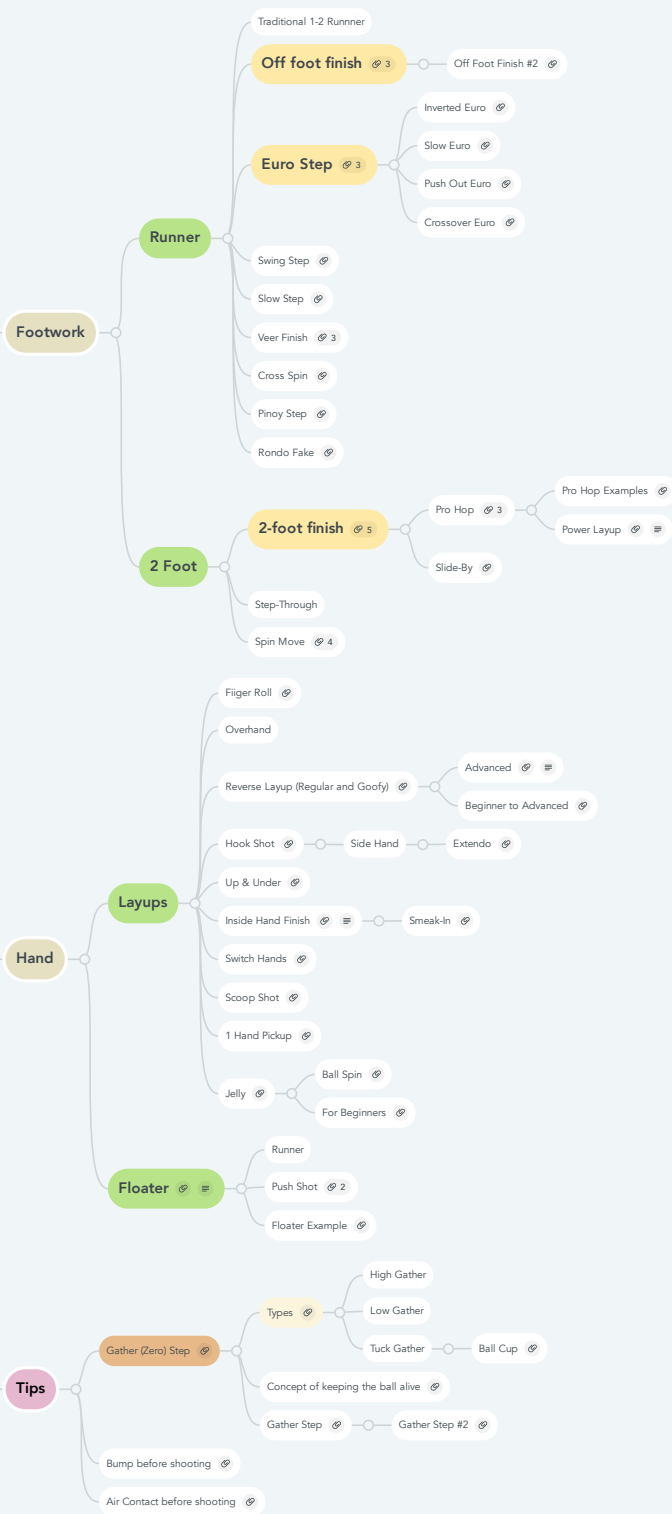 Traditional 1-2 Runnner
Off foot finish 3
Off Foot Finish #2
Inverted Euro
Slow Euro
Euro Step 3
Push Out Euro
Crossover Euro
Runner
Swing Step
Slow Step
Footwork
Veer Finish 3
Cross Spin
Pinoy Step
Rondo Fake
Pro Hop Examples
Pro Hop 3
2-foot finish 5
Power Layup
2 Foot
Slide-By
Step-Through
Spin Move 4
Fiiger Roll
Overhand
Advanced
Reverse Layup (Regular and Goofy)
Beginner to Advanced
Hook Shot
Side Hand
Extendo
Up & Under
Layups
Inside Hand Finish
Smeak-In
Hand
Switch Hands
Scoop Shot
1 Hand Pickup
Ball Spin
Jelly
For Beginners
Runner
Floater
Push Shot 2
Floater Example
High Gather
Types
Low Gather
Gather (Zero) Step
Tuck Gather
Ball Cup
Tips
Concept of keeping the ball alive
Gather Step
Gather Step #2
Bump before shooting
Air Contact before shooting